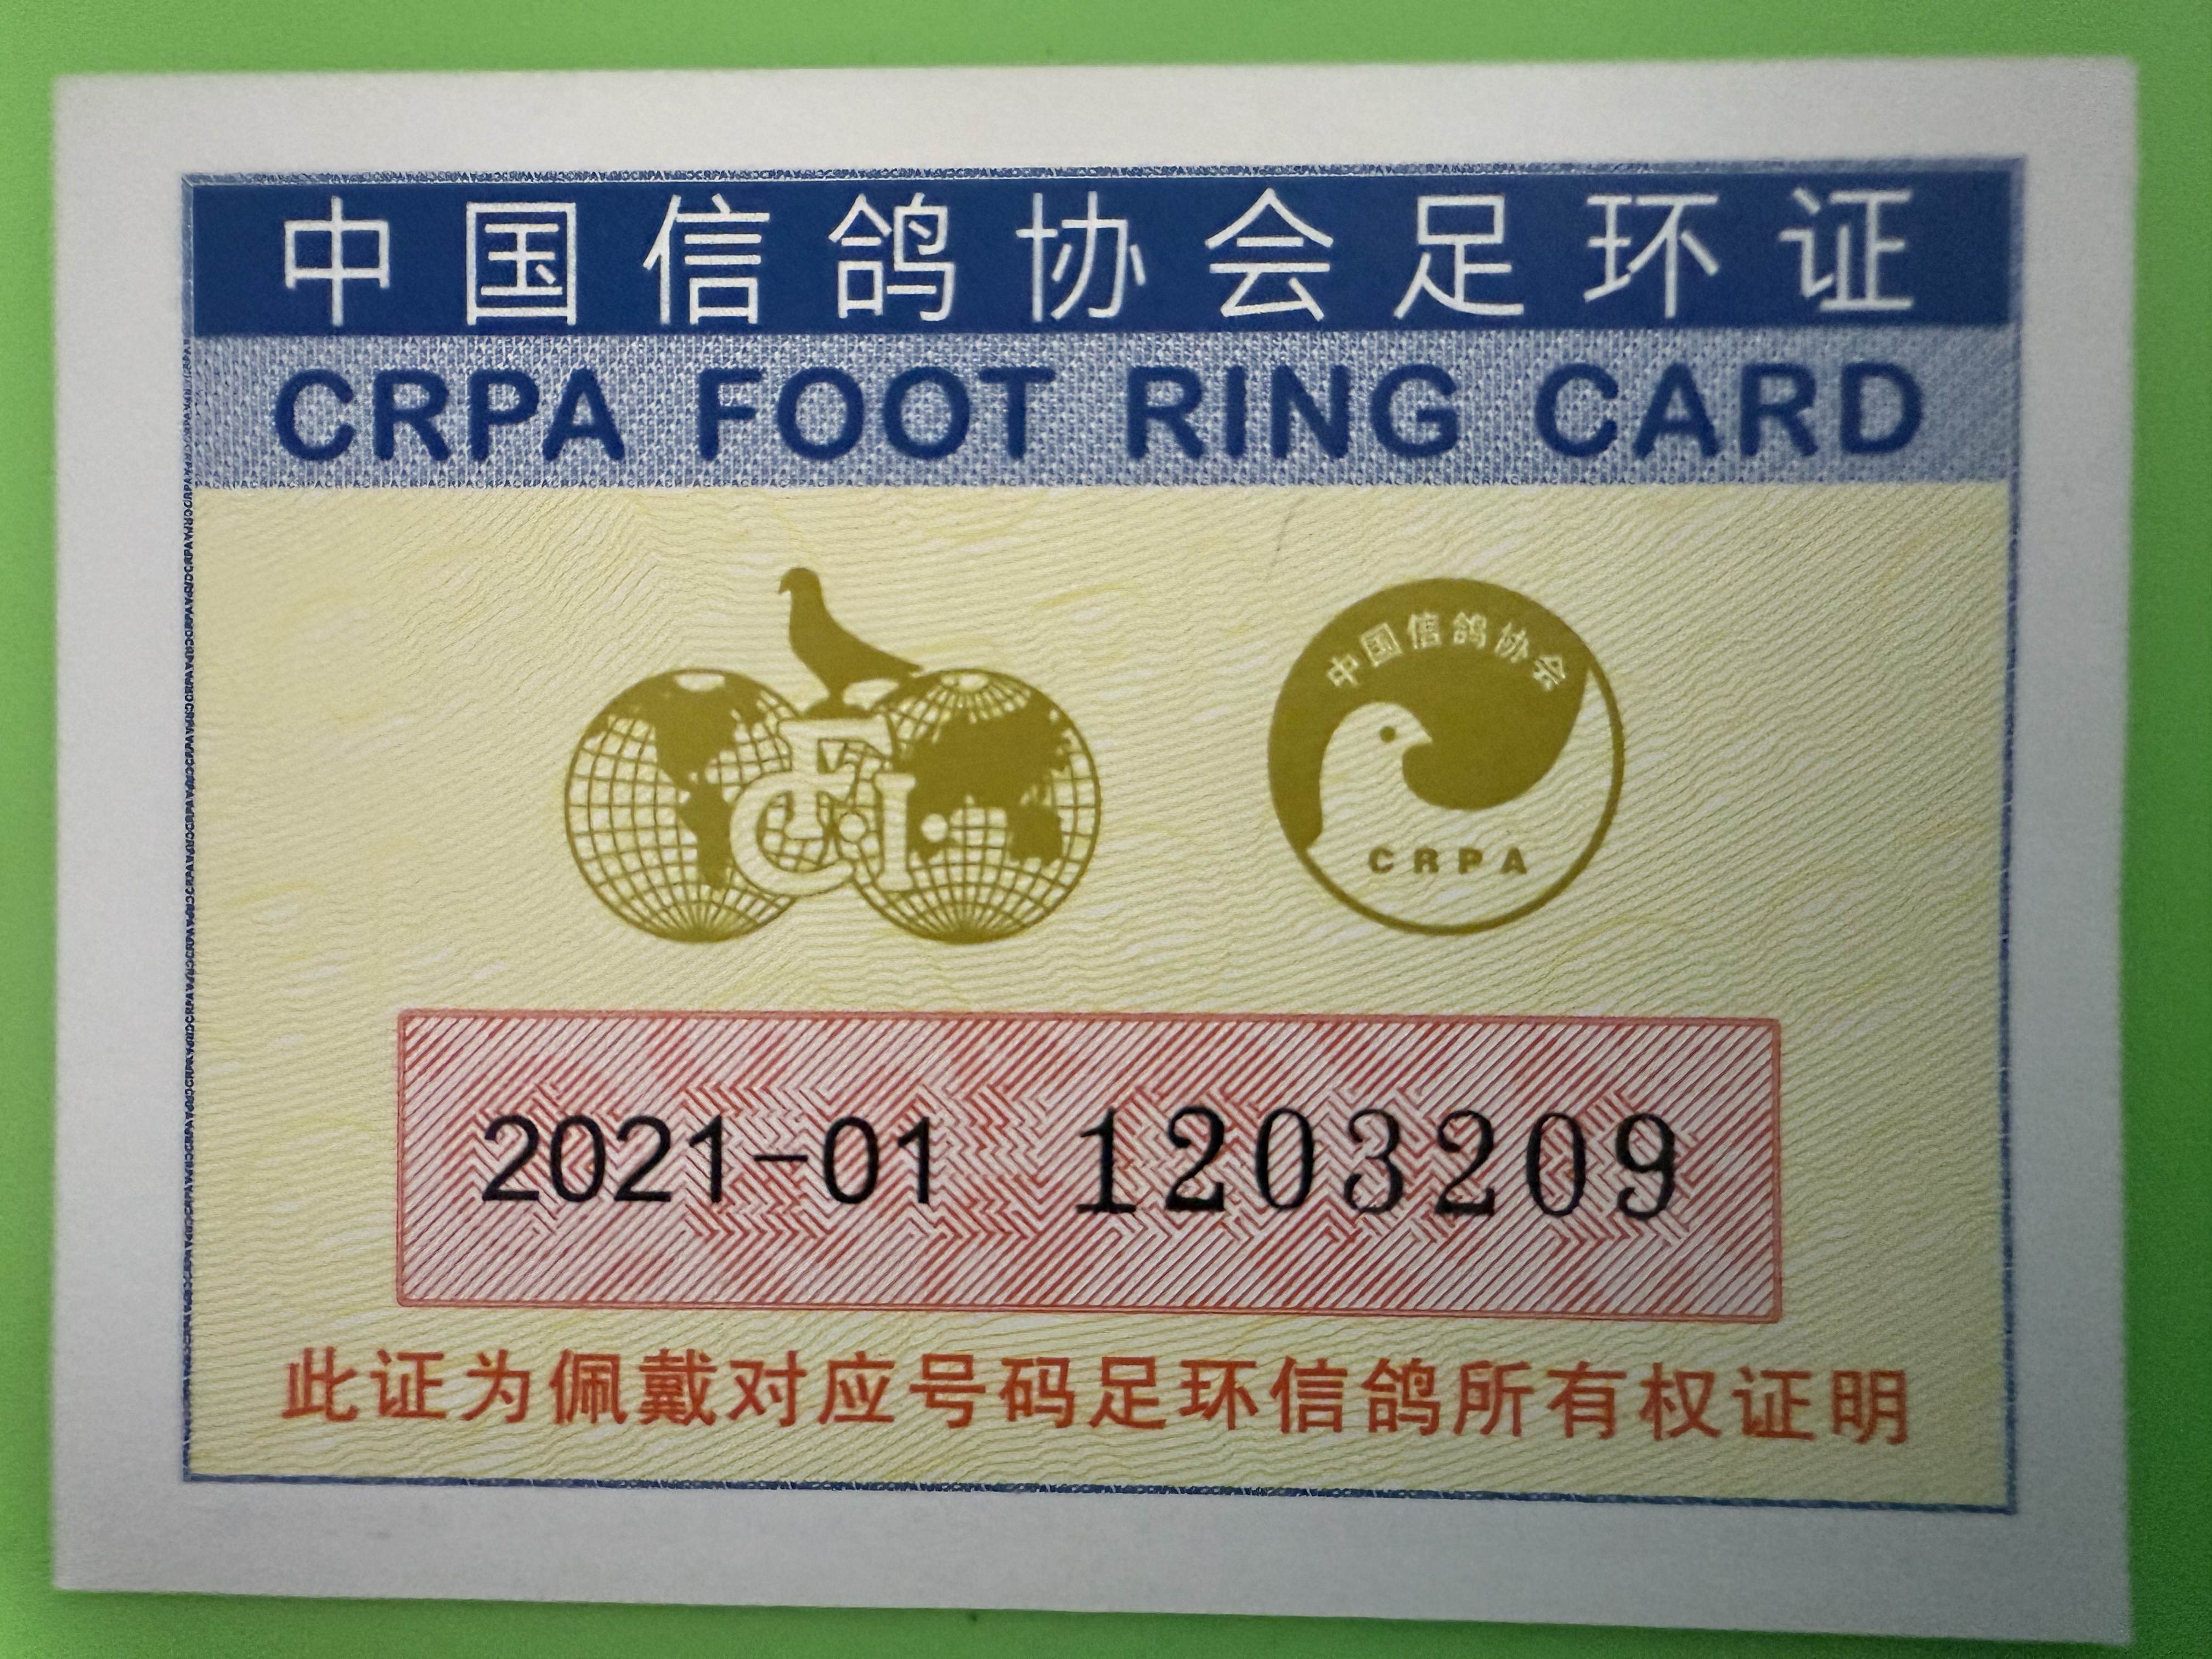 中国信鸽协会足环证
CRPA FOOT RING CARD
FCI
中国信鸽协会
CRPA
2021-01 1203209
此证为佩戴对应号码足环信鸽所有权证明